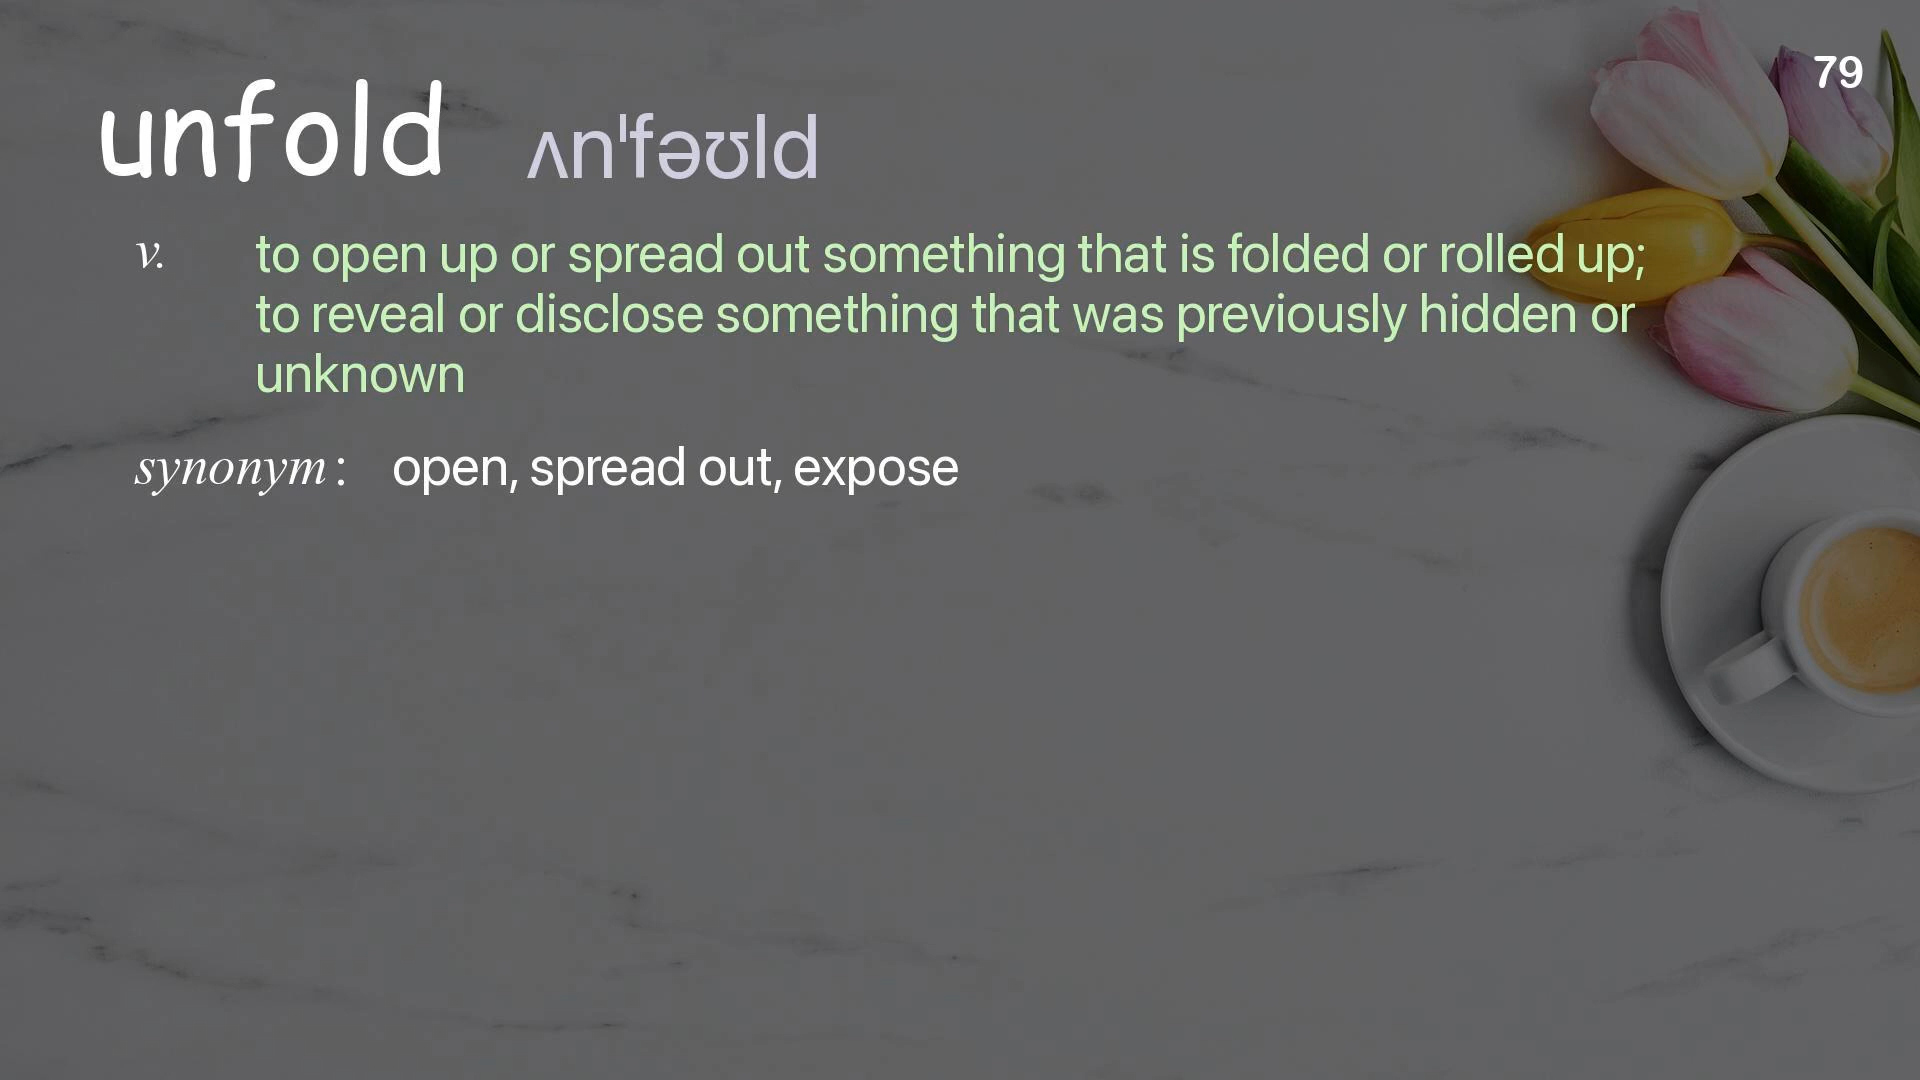 79
unfold ʌnˈfəʊld
v. to open up or spread out something that is folded or rolled up;
to reveal or disclose something that was previously hidden or
unknown
synonym: open, spread out, expose